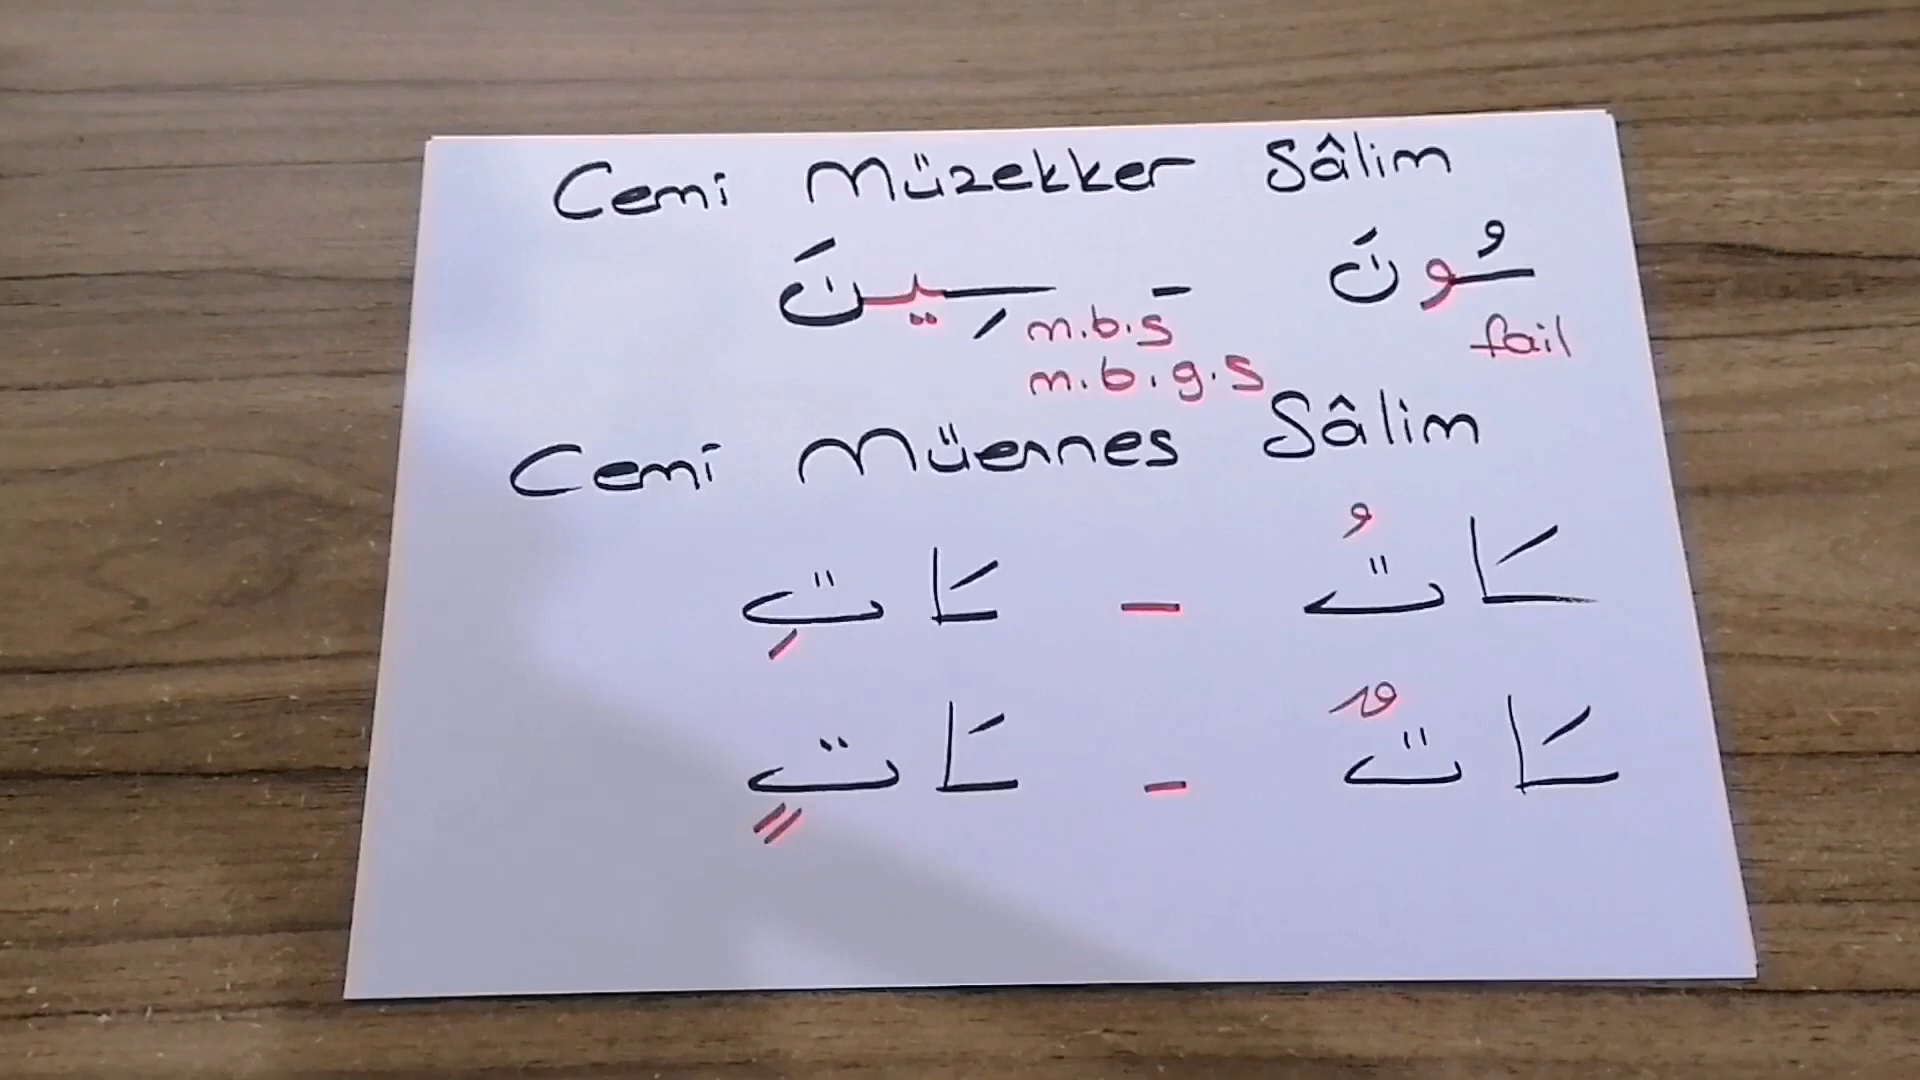 Cemi Müzekker Sâlim
ـُونَ - ـِينَ
fail m.b.s
m.b.g.s
Cemi Müennes Sâlim
ـَاتُ - ـَاتِ
ـَاتٌ - ـَاتٍ